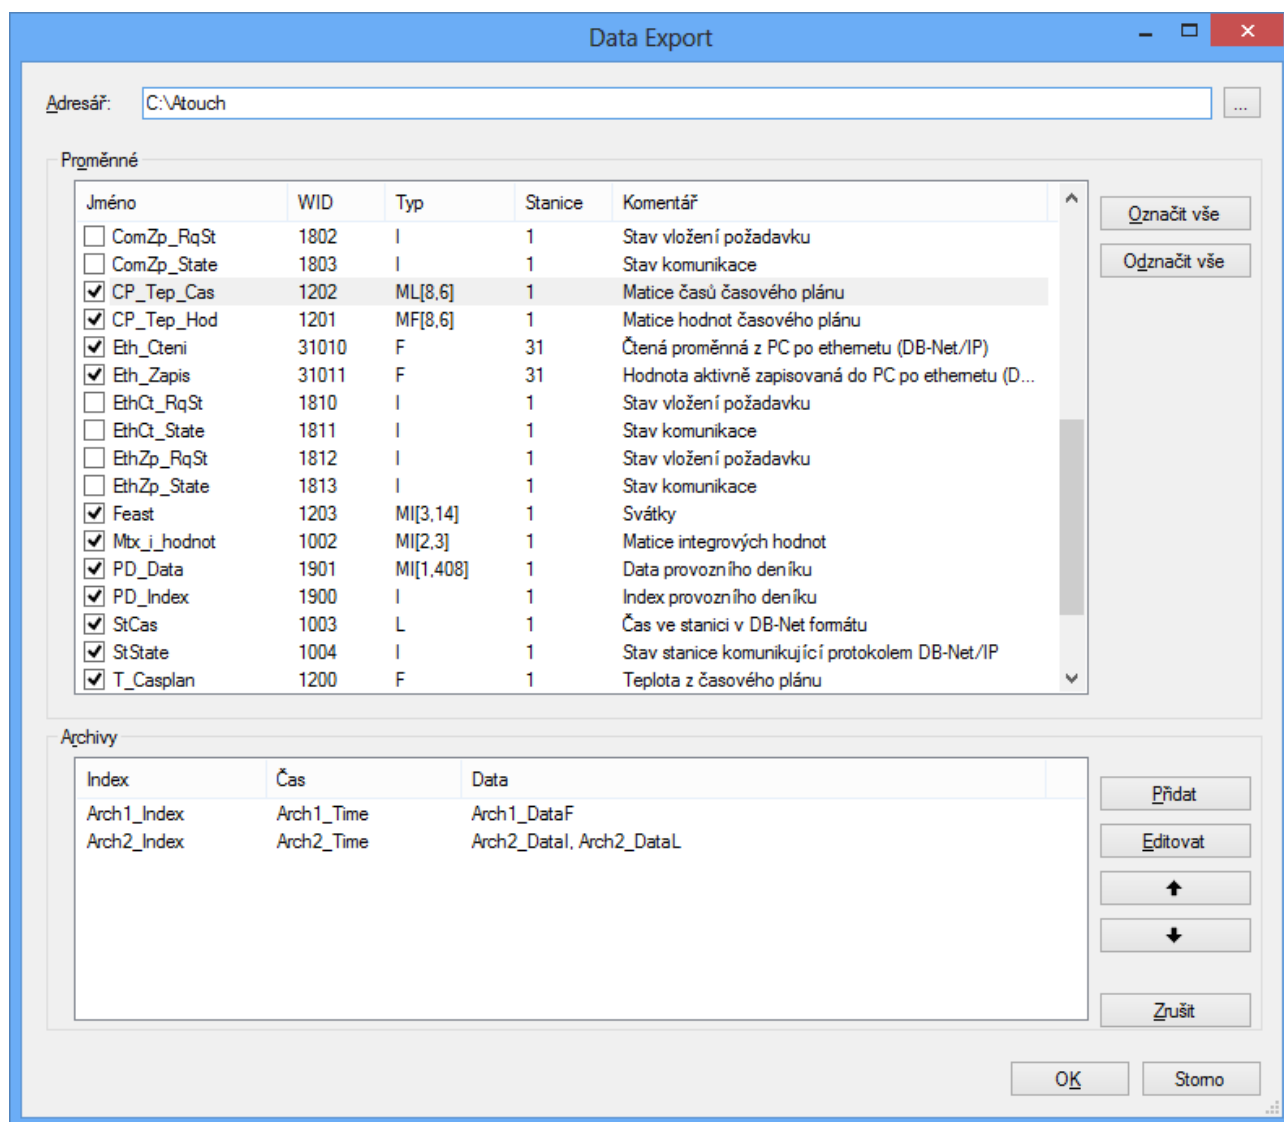 Data Export
Adresář: C:\Atouch ...
Proměnné
Jméno WID Typ Stanice Komentář
ComZp_RqSt 1802 I 1 Stav vložení požadavku
ComZp_State 1803 I 1 Stav komunikace
CP_Tep_Cas 1202 ML[8,6] 1 Matice časů časového plánu
CP_Tep_Hod 1201 MF[8,6] 1 Matice hodnot časového plánu
Eth_Cteni 31010 F 31 Čtená proměnná z PC po ethernetu (DB-Net/IP)
Eth_Zapis 31011 F 31 Hodnota aktivně zapisovaná do PC po ethernetu (D...
EthCt_RqSt 1810 I 1 Stav vložení požadavku
EthCt_State 1811 I 1 Stav komunikace
EthZp_RqSt 1812 I 1 Stav vložení požadavku
EthZp_State 1813 I 1 Stav komunikace
Feast 1203 MI[3,14] 1 Svátky
Mtx_i_hodnot 1002 MI[2,3] 1 Matice integrových hodnot
PD_Data 1901 MI[1,408] 1 Data provozního deníku
PD_Index 1900 I 1 Index provozního deníku
StCas 1003 L 1 Čas ve stanici v DB-Net formátu
StState 1004 I 1 Stav stanice komunikující protokolem DB-Net/IP
T_Casplan 1200 F 1 Teplota z časového plánu
Označit vše
Odznačit vše
Archivy
Index Čas Data
Arch1_Index Arch1_Time Arch1_DataF
Arch2_Index Arch2_Time Arch2_DataI, Arch2_DataL
Přidat
Editovat
Zrušit
OK Storno